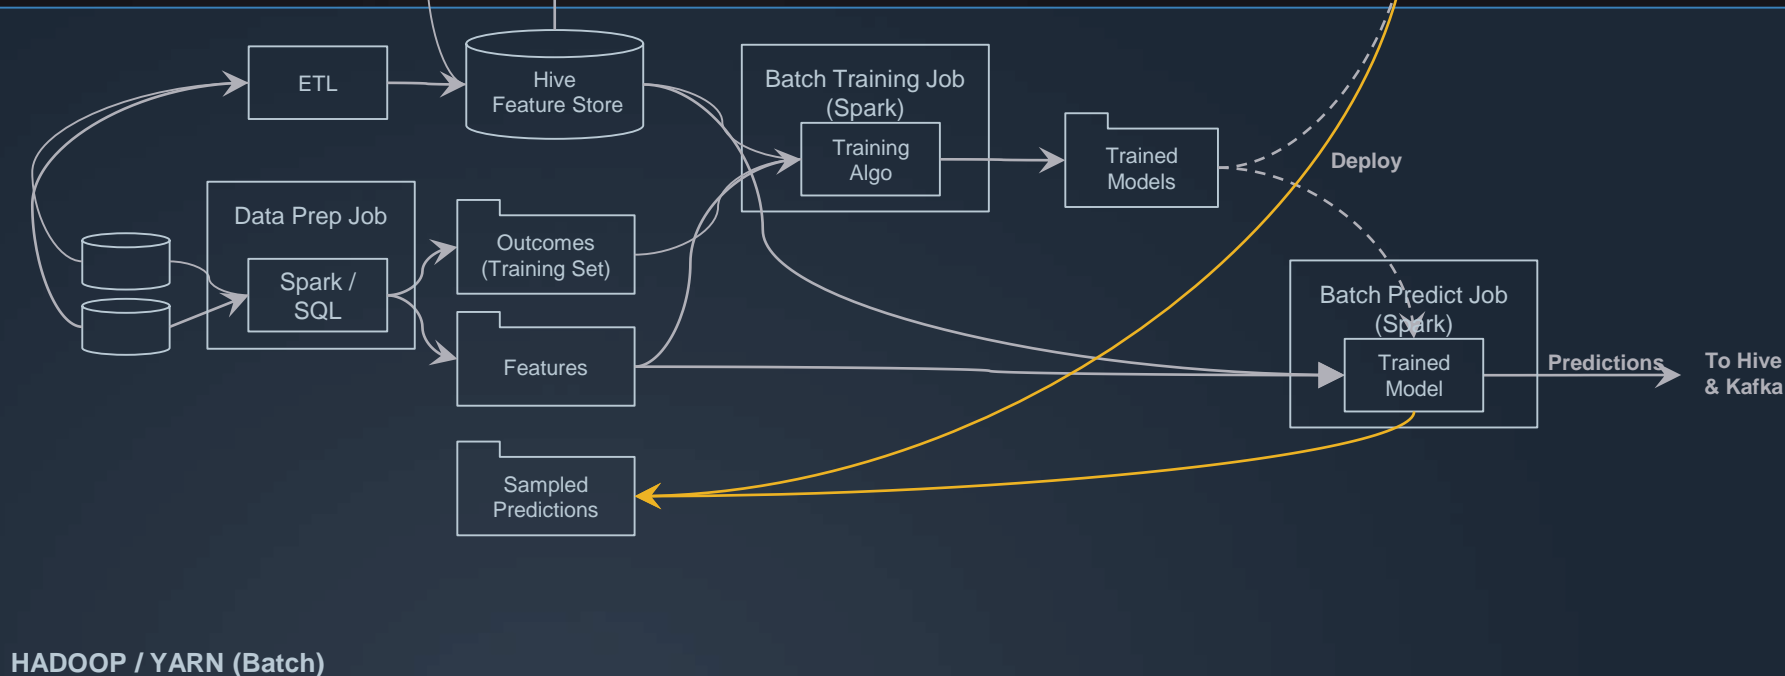 ETL
Hive
Feature Store
Batch Training Job
(Spark)
Training
Algo
Trained
Models
Deploy
Data Prep Job
Spark /
SQL
Outcomes
(Training Set)
Features
Batch Predict Job
(Spark)
Trained
Model
Predictions
To Hive
& Kafka
Sampled
Predictions
HADOOP / YARN (Batch)